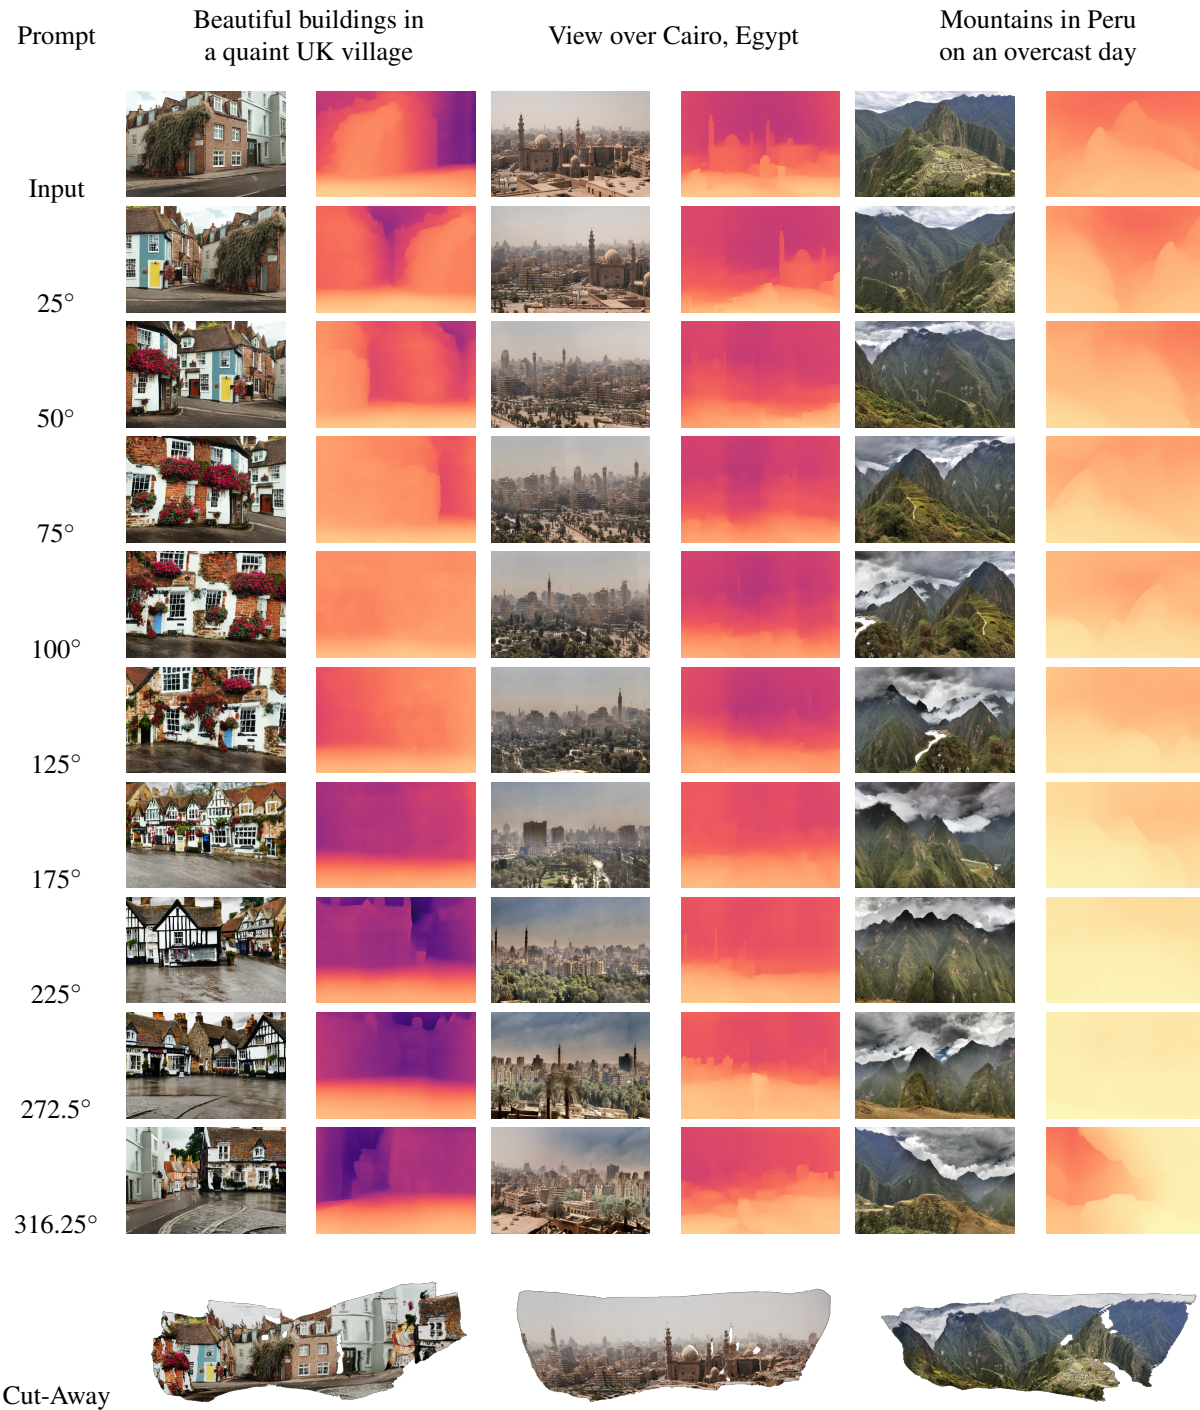 Prompt
Beautiful buildings in
a quaint UK village
View over Cairo, Egypt
Mountains in Peru
on an overcast day
Input
25°
50°
75°
100°
125°
175°
225°
272.5°
316.25°
Cut-Away